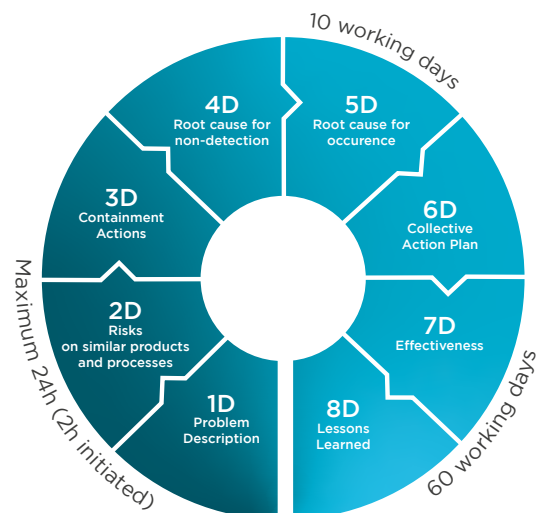 10 working days
4D
Root cause for
non-detection
5D
Root cause for
occurence
3D
Containment
Actions
6D
Collective
Action Plan
2D
Risks
on similar products
and processes
7D
Effectiveness
1D
Problem
Description
8D
Lessons
Learned
Maximum 24h (2h initiated)
60 working days